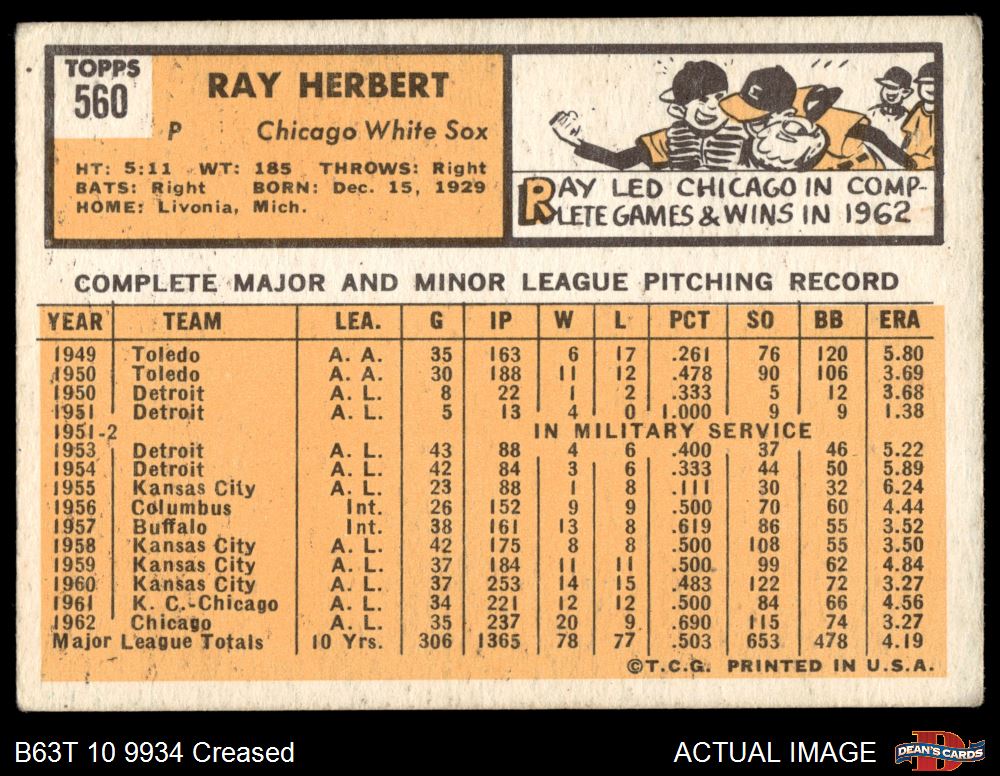 TOPPS
560
RAY HERBERT
P Chicago White Sox
HT: 5:11 WT: 185 THROWS: Right
BATS: Right BORN: Dec. 15, 1929
HOME: Livonia, Mich.
C
RAY LED CHICAGO IN COMP-
LETE GAMES & WINS IN 1962
COMPLETE MAJOR AND MINOR LEAGUE PITCHING RECORD
YEAR TEAM LEA. G IP W L PCT SO BB ERA
1949 Toledo A. A. 35 163 6 17 .261 76 120 5.80
1950 Toledo A. A. 30 188 11 12 .478 90 106 3.69
1950 Detroit A. L. 8 22 1 2 .333 5 12 3.68
1951 Detroit A. L. 5 13 4 0 1.000 9 9 1.38
1951-2 IN MILITARY SERVICE
1953 Detroit A. L. 43 88 4 6 .400 37 46 5.22
1954 Detroit A. L. 42 84 3 6 .333 44 50 5.89
1955 Kansas City A. L. 23 88 1 8 .111 30 32 6.24
1956 Columbus Int. 26 152 9 9 .500 70 60 4.44
1957 Buffalo Int. 38 161 13 8 .619 86 55 3.52
1958 Kansas City A. L. 42 175 8 8 .500 108 55 3.50
1959 Kansas City A. L. 37 184 11 11 .500 99 62 4.84
1960 Kansas City A. L. 37 253 14 15 .483 122 72 3.27
1961 K. C.-Chicago A. L. 34 221 12 12 .500 84 66 4.56
1962 Chicago A. L. 35 237 20 9 .690 115 74 3.27
Major League Totals 10 Yrs. 306 1365 78 77 .503 653 478 4.19
©T.C.G. PRINTED IN U.S.A.
B63T 10 9934 Creased
ACTUAL IMAGE
D
DEAN'S CARDS